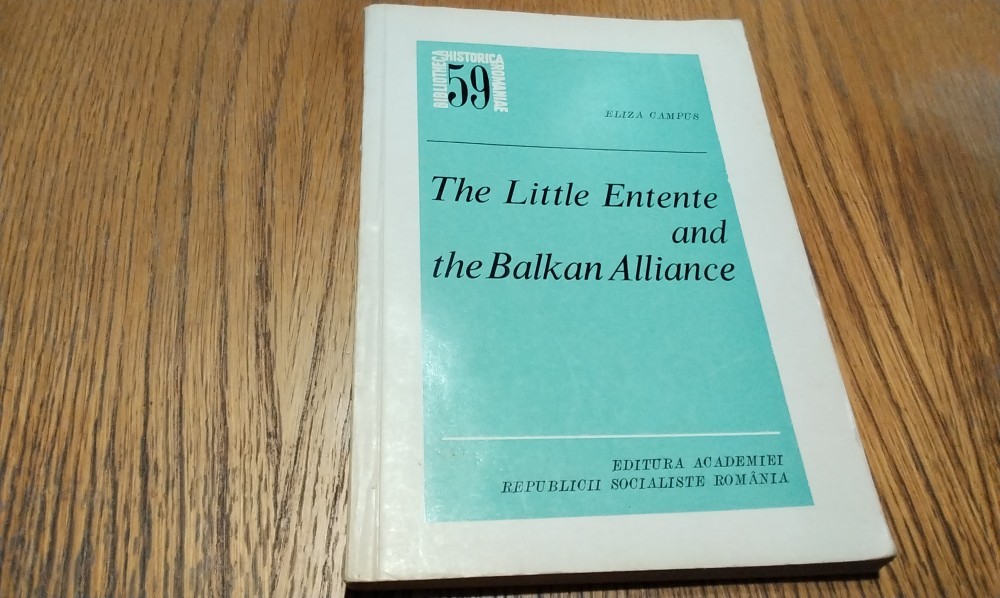 BIBLIOTHECA
HISTORICA
ROMANIAE
59
ELIZA CAMPUS
The Little Entente
and
the Balkan Alliance
EDITURA ACADEMIEI
REPUBLICII SOCIALISTE ROMÂNIA